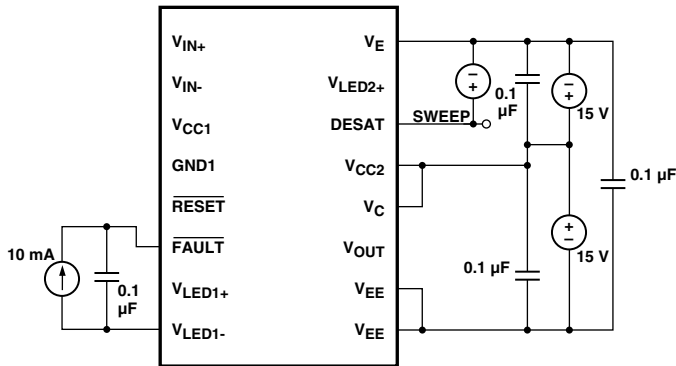 V_IN+
V_IN-
V_CC1
GND1
RESET
FAULT
V_LED1+
V_LED1-
V_E
V_LED2+
DESAT
V_CC2
V_C
V_OUT
V_EE
V_EE
10 mA
0.1
µF
SWEEP
- +
0.1
µF
- +
15 V
0.1 µF
+ -
15 V
0.1 µF